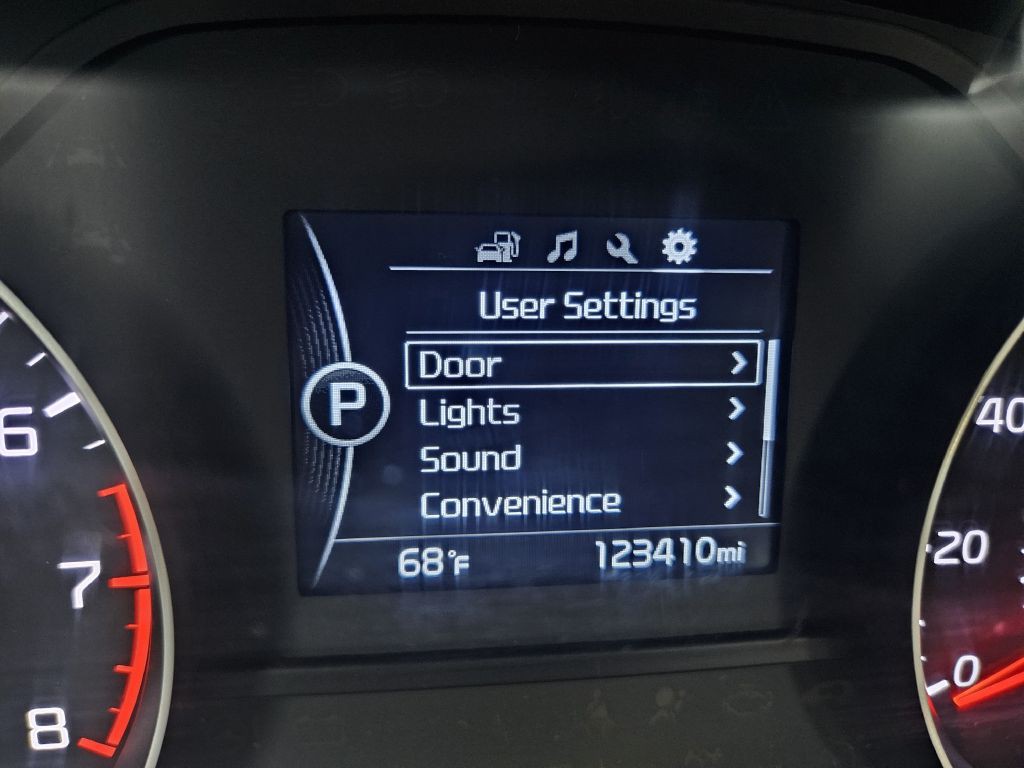 User Settings
Door
Lights
Sound
Convenience
P
68°F
123410mi
6
7
8
40
20
0